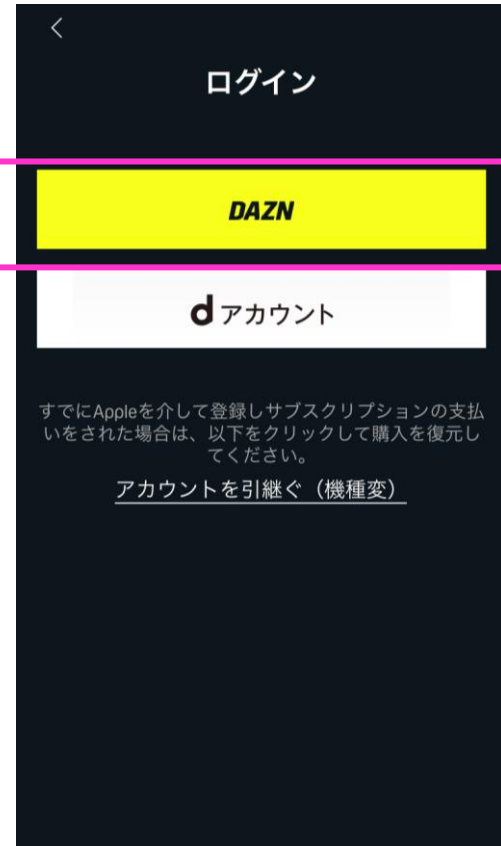 ログイン
DAZN
d アカウント
すでにAppleを介して登録しサブスクリプションの支払
いをされた場合は、以下をクリックして購入を復元し
てください。
アカウントを引継ぐ（機種変）